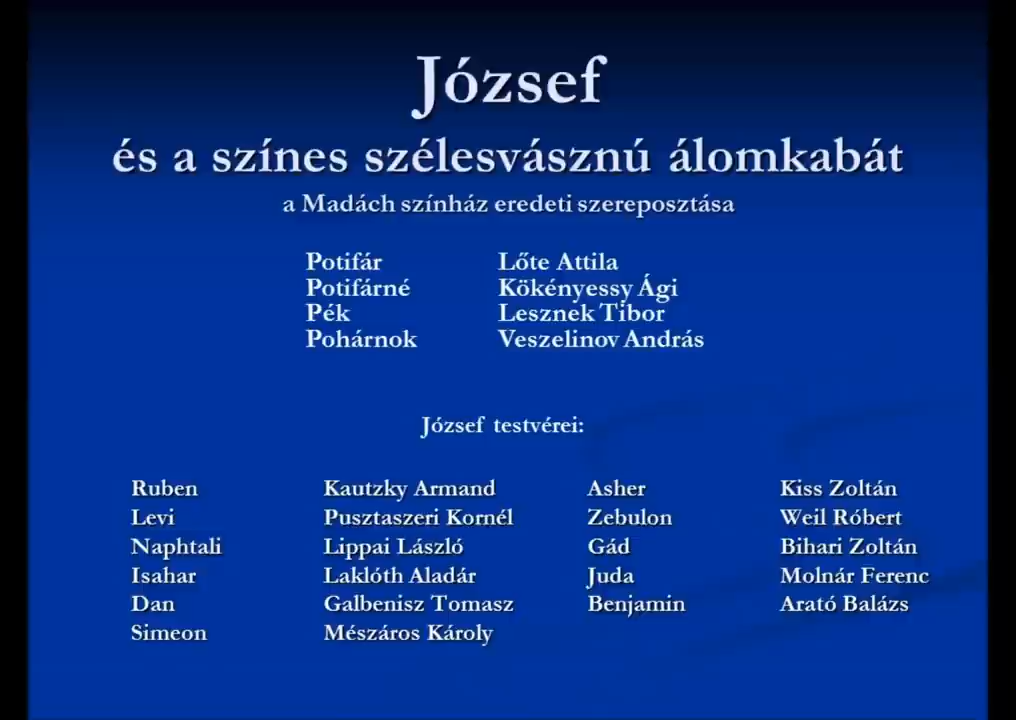 József
és a színes szélesvásznú álomkabát
a Madách színház eredeti szereposztása
Potifár Lőte Attila
Potifárné Kökényessy Ági
Pék Lesznek Tibor
Pohárnok Veszelinov András
József testvérei:
Ruben Kautzky Armand Asher Kiss Zoltán
Levi Pusztaszeri Kornél Zebulon Weil Róbert
Naphtali Lippai László Gád Bihari Zoltán
Isahar Laklóth Aladár Juda Molnár Ferenc
Dan Galbenisz Tomasz Benjamin Arató Balázs
Simeon Mészáros Károly